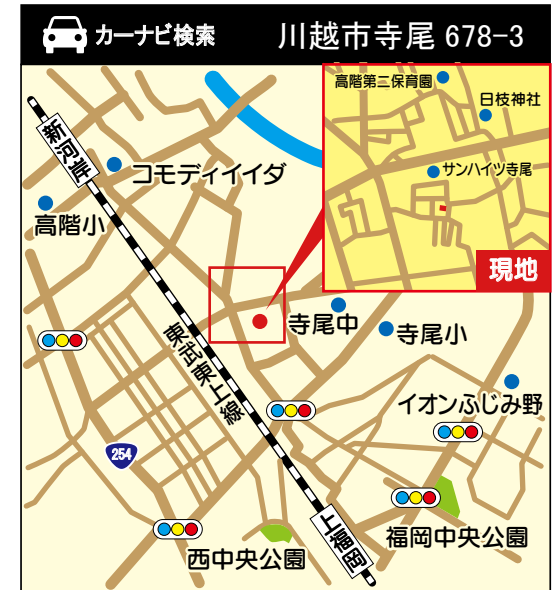 カーナビ検索 川越市寺尾 678-3
高階第二保育園
日枝神社
サンハイツ寺尾
現地
新河岸
コモディイイダ
高階小
寺尾中
寺尾小
東武東上線
イオンふじみ野
254
上福岡
福岡中央公園
西中央公園